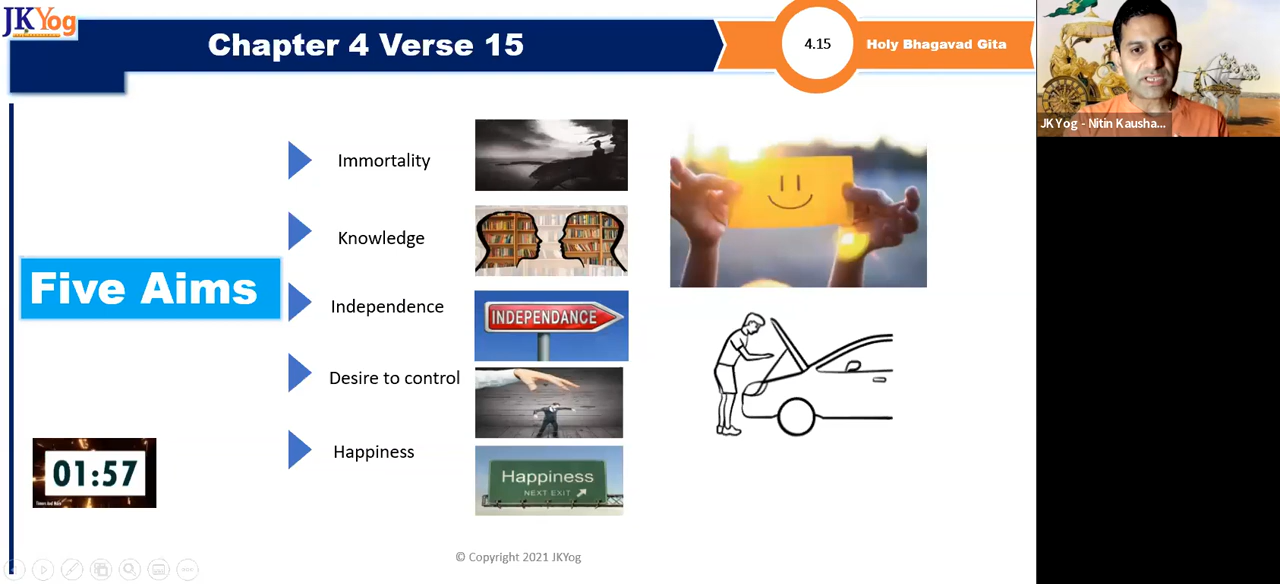 JKYog
Chapter 4 Verse 15
4.15
Holy Bhagavad Gita
JKYog - Nitin Kausha...
Five Aims
Immortality
Knowledge
Independence
INDEPENDANCE
Desire to control
Happiness
Happiness
NEXT EXIT
01:57
© Copyright 2021 JKYog